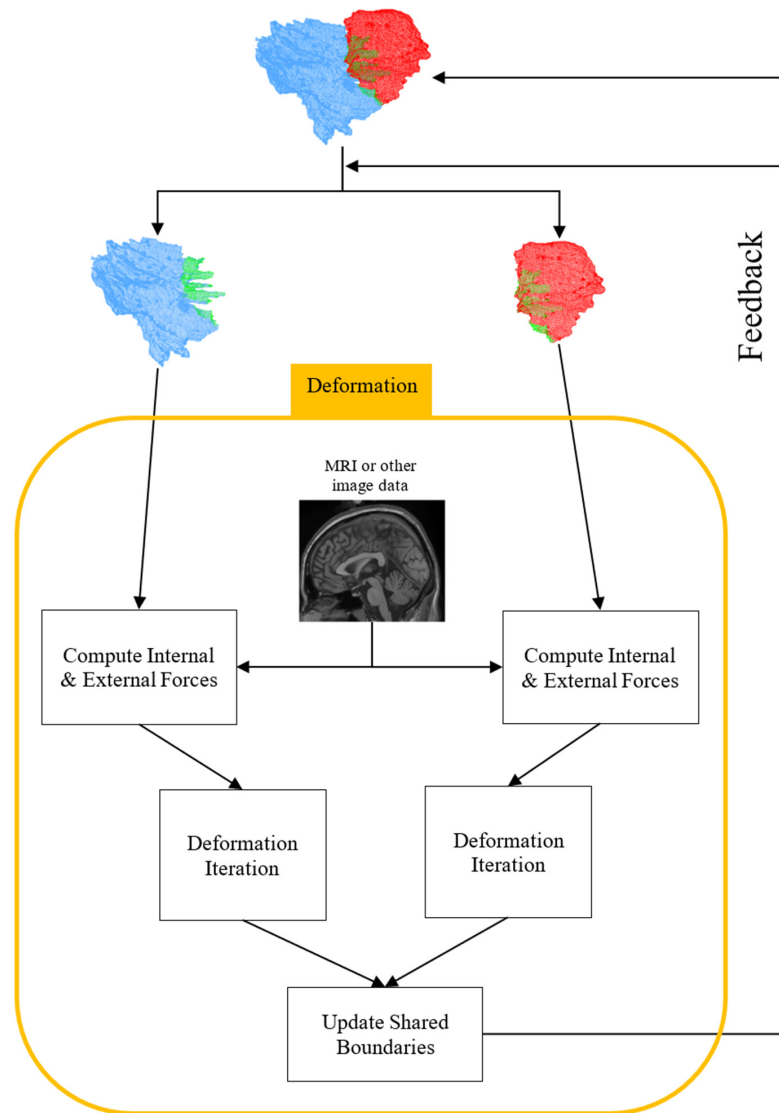 Feedback
Deformation
MRI or other
image data
Compute Internal
& External Forces
Compute Internal
& External Forces
Deformation
Iteration
Deformation
Iteration
Update Shared
Boundaries